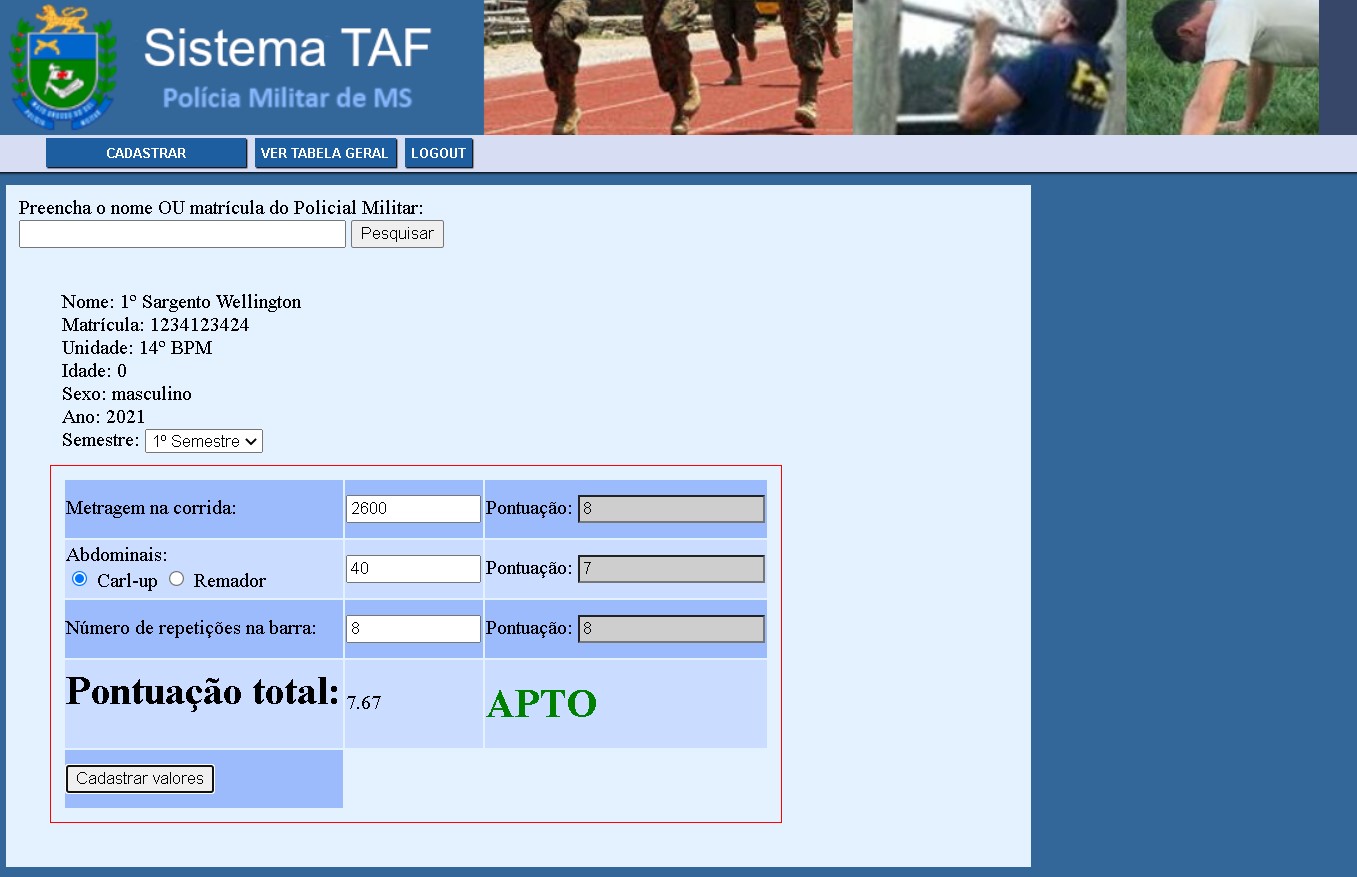 Sistema TAF
Polícia Militar de MS
CADASTRAR VER TABELA GERAL LOGOUT
Preencha o nome OU matrícula do Policial Militar:
Pesquisar
Nome: 1º Sargento Wellington
Matrícula: 1234123424
Unidade: 14º BPM
Idade: 0
Sexo: masculino
Ano: 2021
Semestre: 1º Semestre
Metragem na corrida: 2600 Pontuação: 8
Abdominais:
Carl-up Remador 40 Pontuação: 7
Número de repetições na barra: 8 Pontuação: 8
Pontuação total: 7.67 APTO
Cadastrar valores